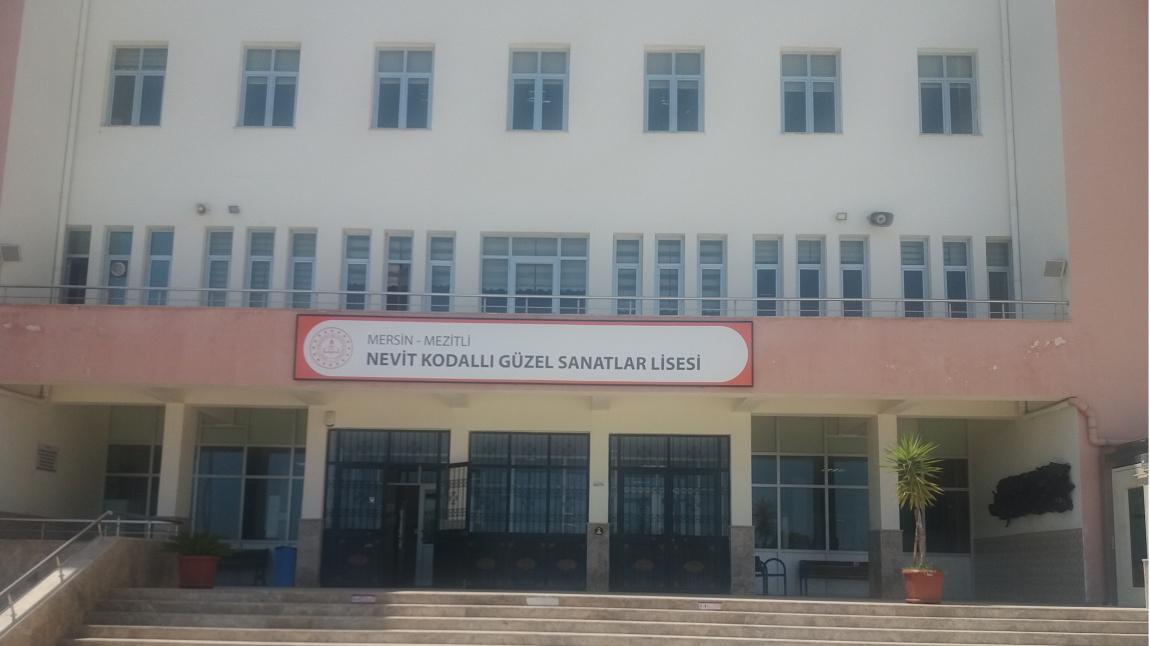 MERSİN - MEZİTLİ
NEVİT KODALLI GÜZEL SANATLAR LİSESİ